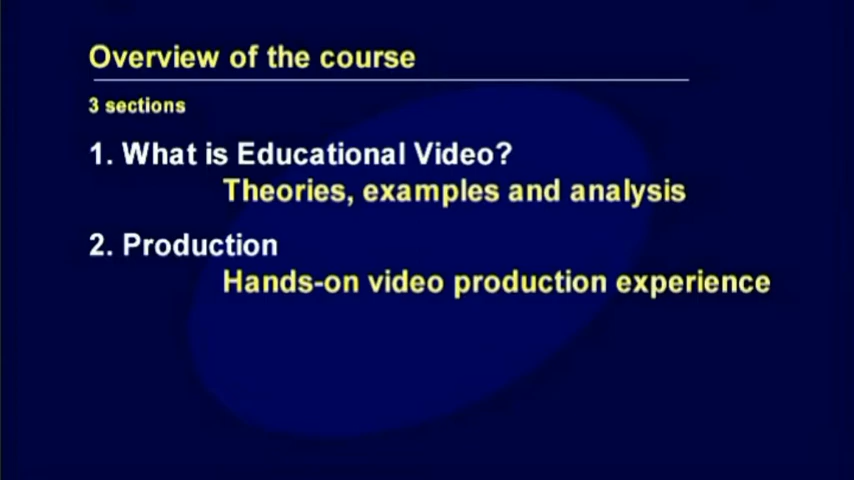 Overview of the course
3 sections
1. What is Educational Video?
Theories, examples and analysis
2. Production
Hands-on video production experience